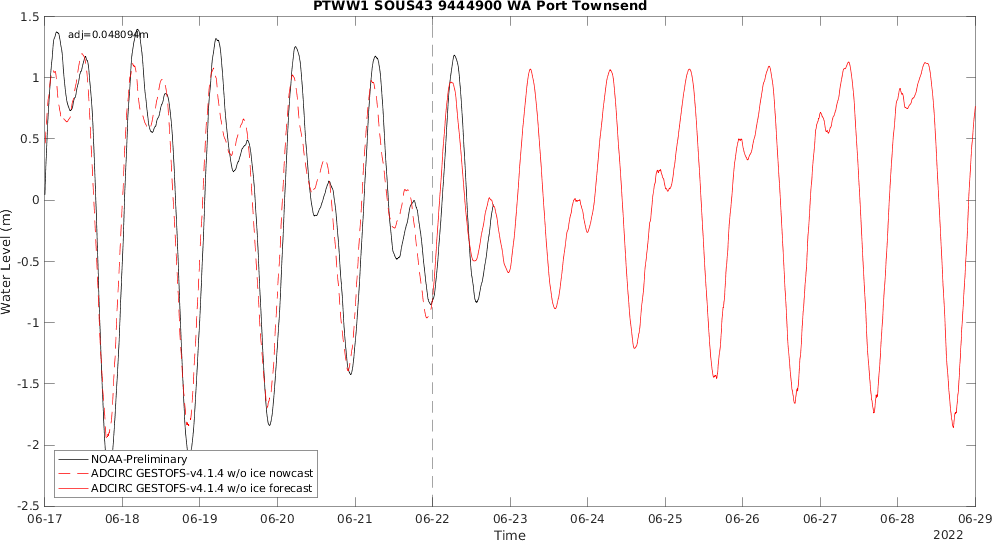 PTWW1 SOUS43 9444900 WA Port Townsend
adj=0.048094m
1.5
1
0.5
0
-0.5
-1
-1.5
-2
-2.5
Water Level (m)
NOAA-Preliminary
ADCIRC GESTOFS-v4.1.4 w/o ice nowcast
ADCIRC GESTOFS-v4.1.4 w/o ice forecast
06-17 06-18 06-19 06-20 06-21 06-22 06-23 06-24 06-25 06-26 06-27 06-28 06-29
Time
2022